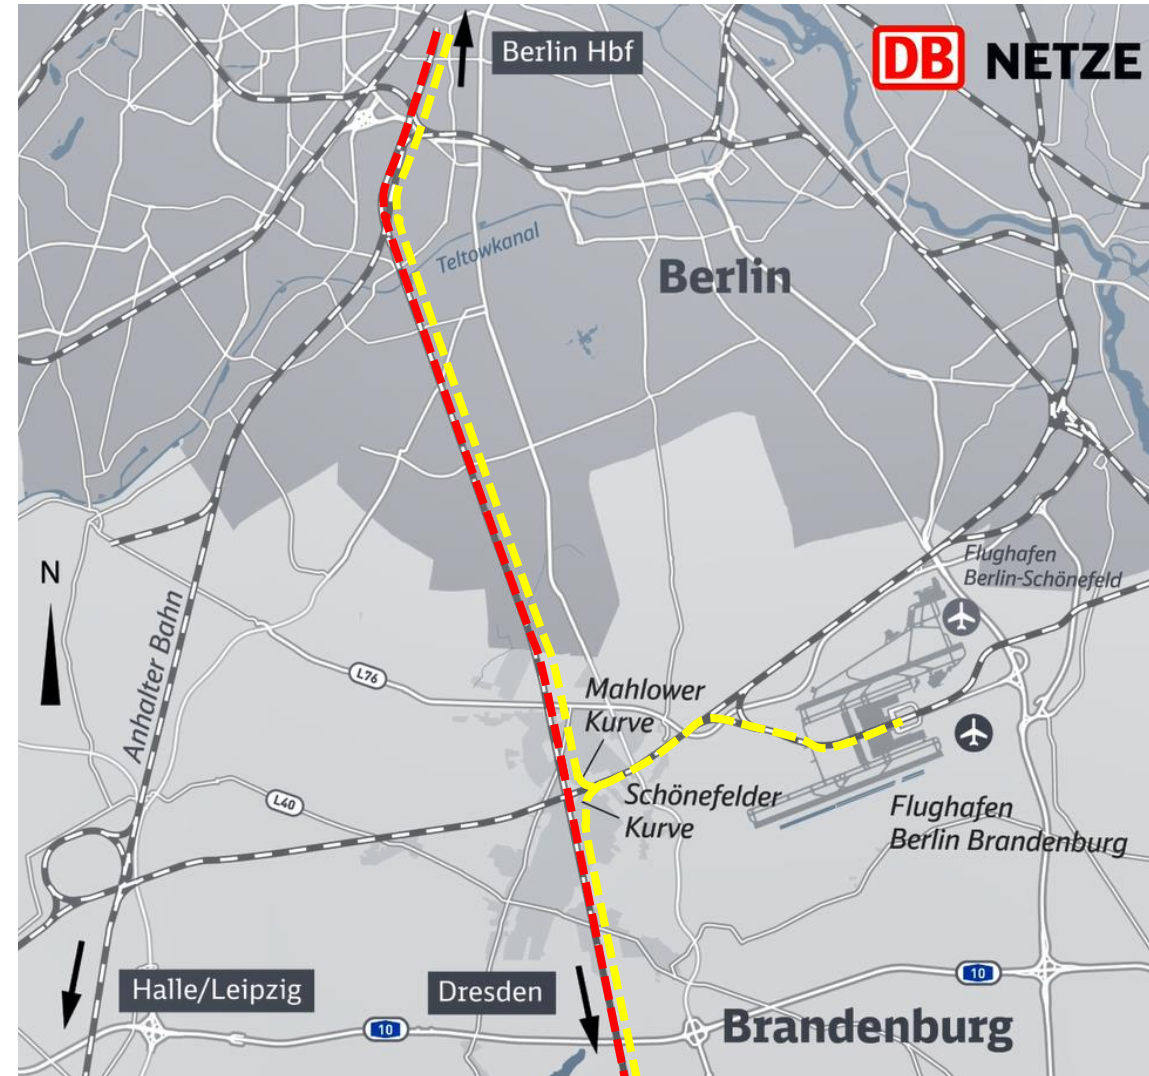 Berlin Hbf
DB NETZE
Teltowkanal
Berlin
Flughafen
Berlin-Schönefeld
N
Anhalter Bahn
L76
Mahlower
Kurve
L40
Schönefelder
Kurve
Flughafen
Berlin Brandenburg
Halle/Leipzig
Dresden
10
10
Brandenburg